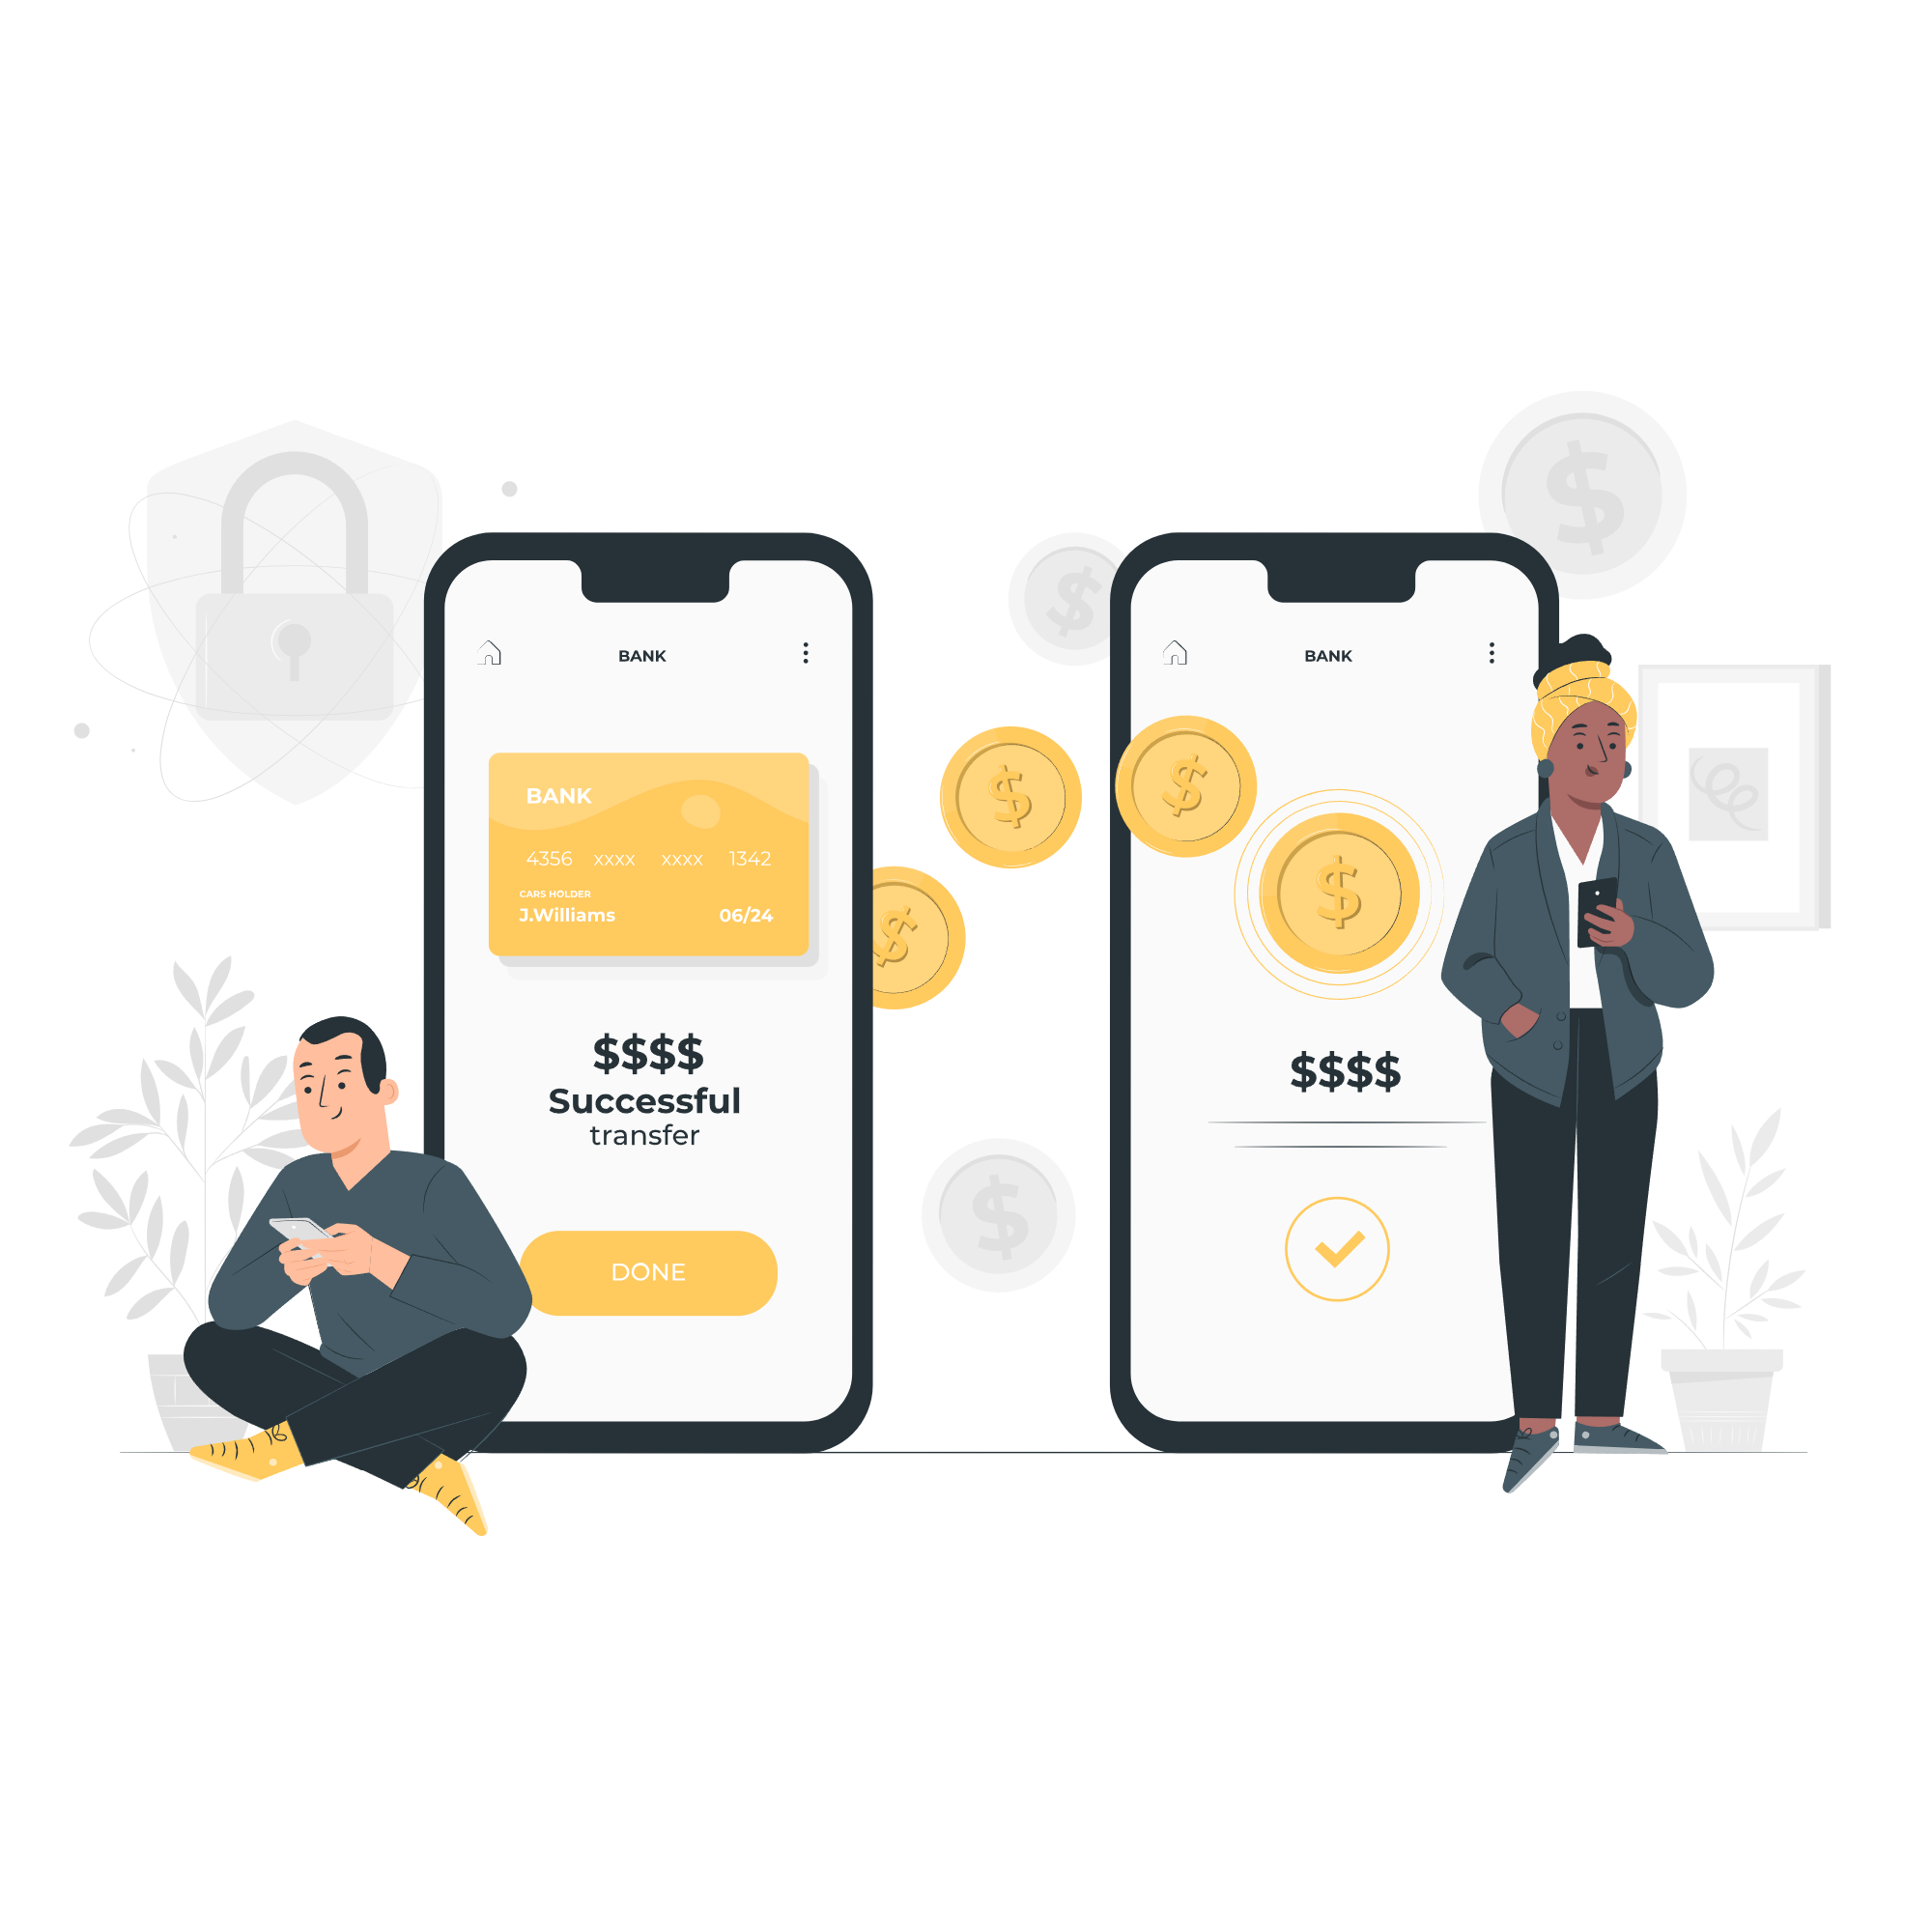 BANK
BANK
4356 xxxx xxxx 1342
CARS HOLDER
J.Williams 06/24
$$$$
Successful
transfer
DONE
$
$
$
BANK
$
$$$$
$
$
$